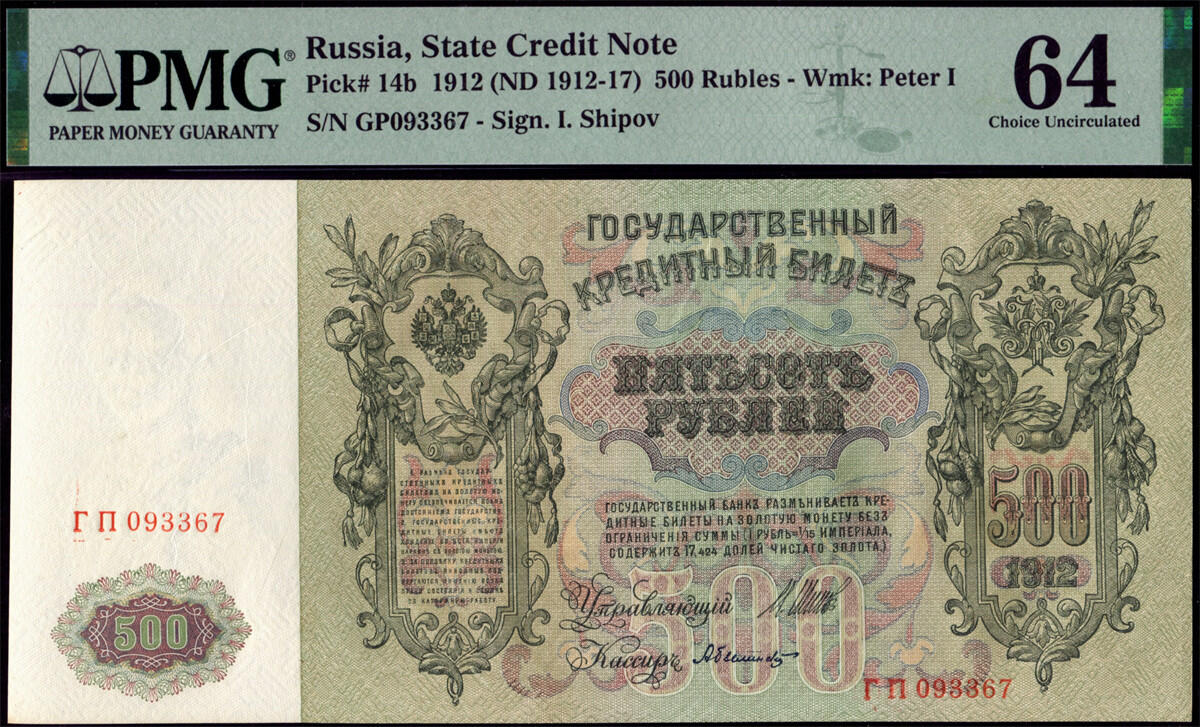 PMG®
PAPER MONEY GUARANTY
Russia, State Credit Note
Pick# 14b 1912 (ND 1912-17) 500 Rubles - Wmk: Peter I
S/N GP093367 - Sign. I. Shipov
64
Choice Uncirculated
ГОСУДАРСТВЕННЫЙ
КРЕДИТНЫЙ БИЛЕТЪ
ПЯТЬСОТЪ
РУБЛЕЙ
ГОСУДАРСТВЕННЫЙ БАНКЪ РАЗМѢНИВАЕТЪ КРЕ-
ДИТНЫЕ БИЛЕТЫ НА ЗОЛОТУЮ МОНЕТУ БЕЗЪ
ОГРАНИЧЕНІЯ СУММЫ (1 РУБЛЬ=1/15 ИМПЕРІАЛА,
СОДЕРЖИТЪ 17,424 ДОЛЕЙ ЧИСТАГО ЗОЛОТА.)
Управляющій
Кассиръ
500
500
1912
ГП 093367
500
ГП 093367